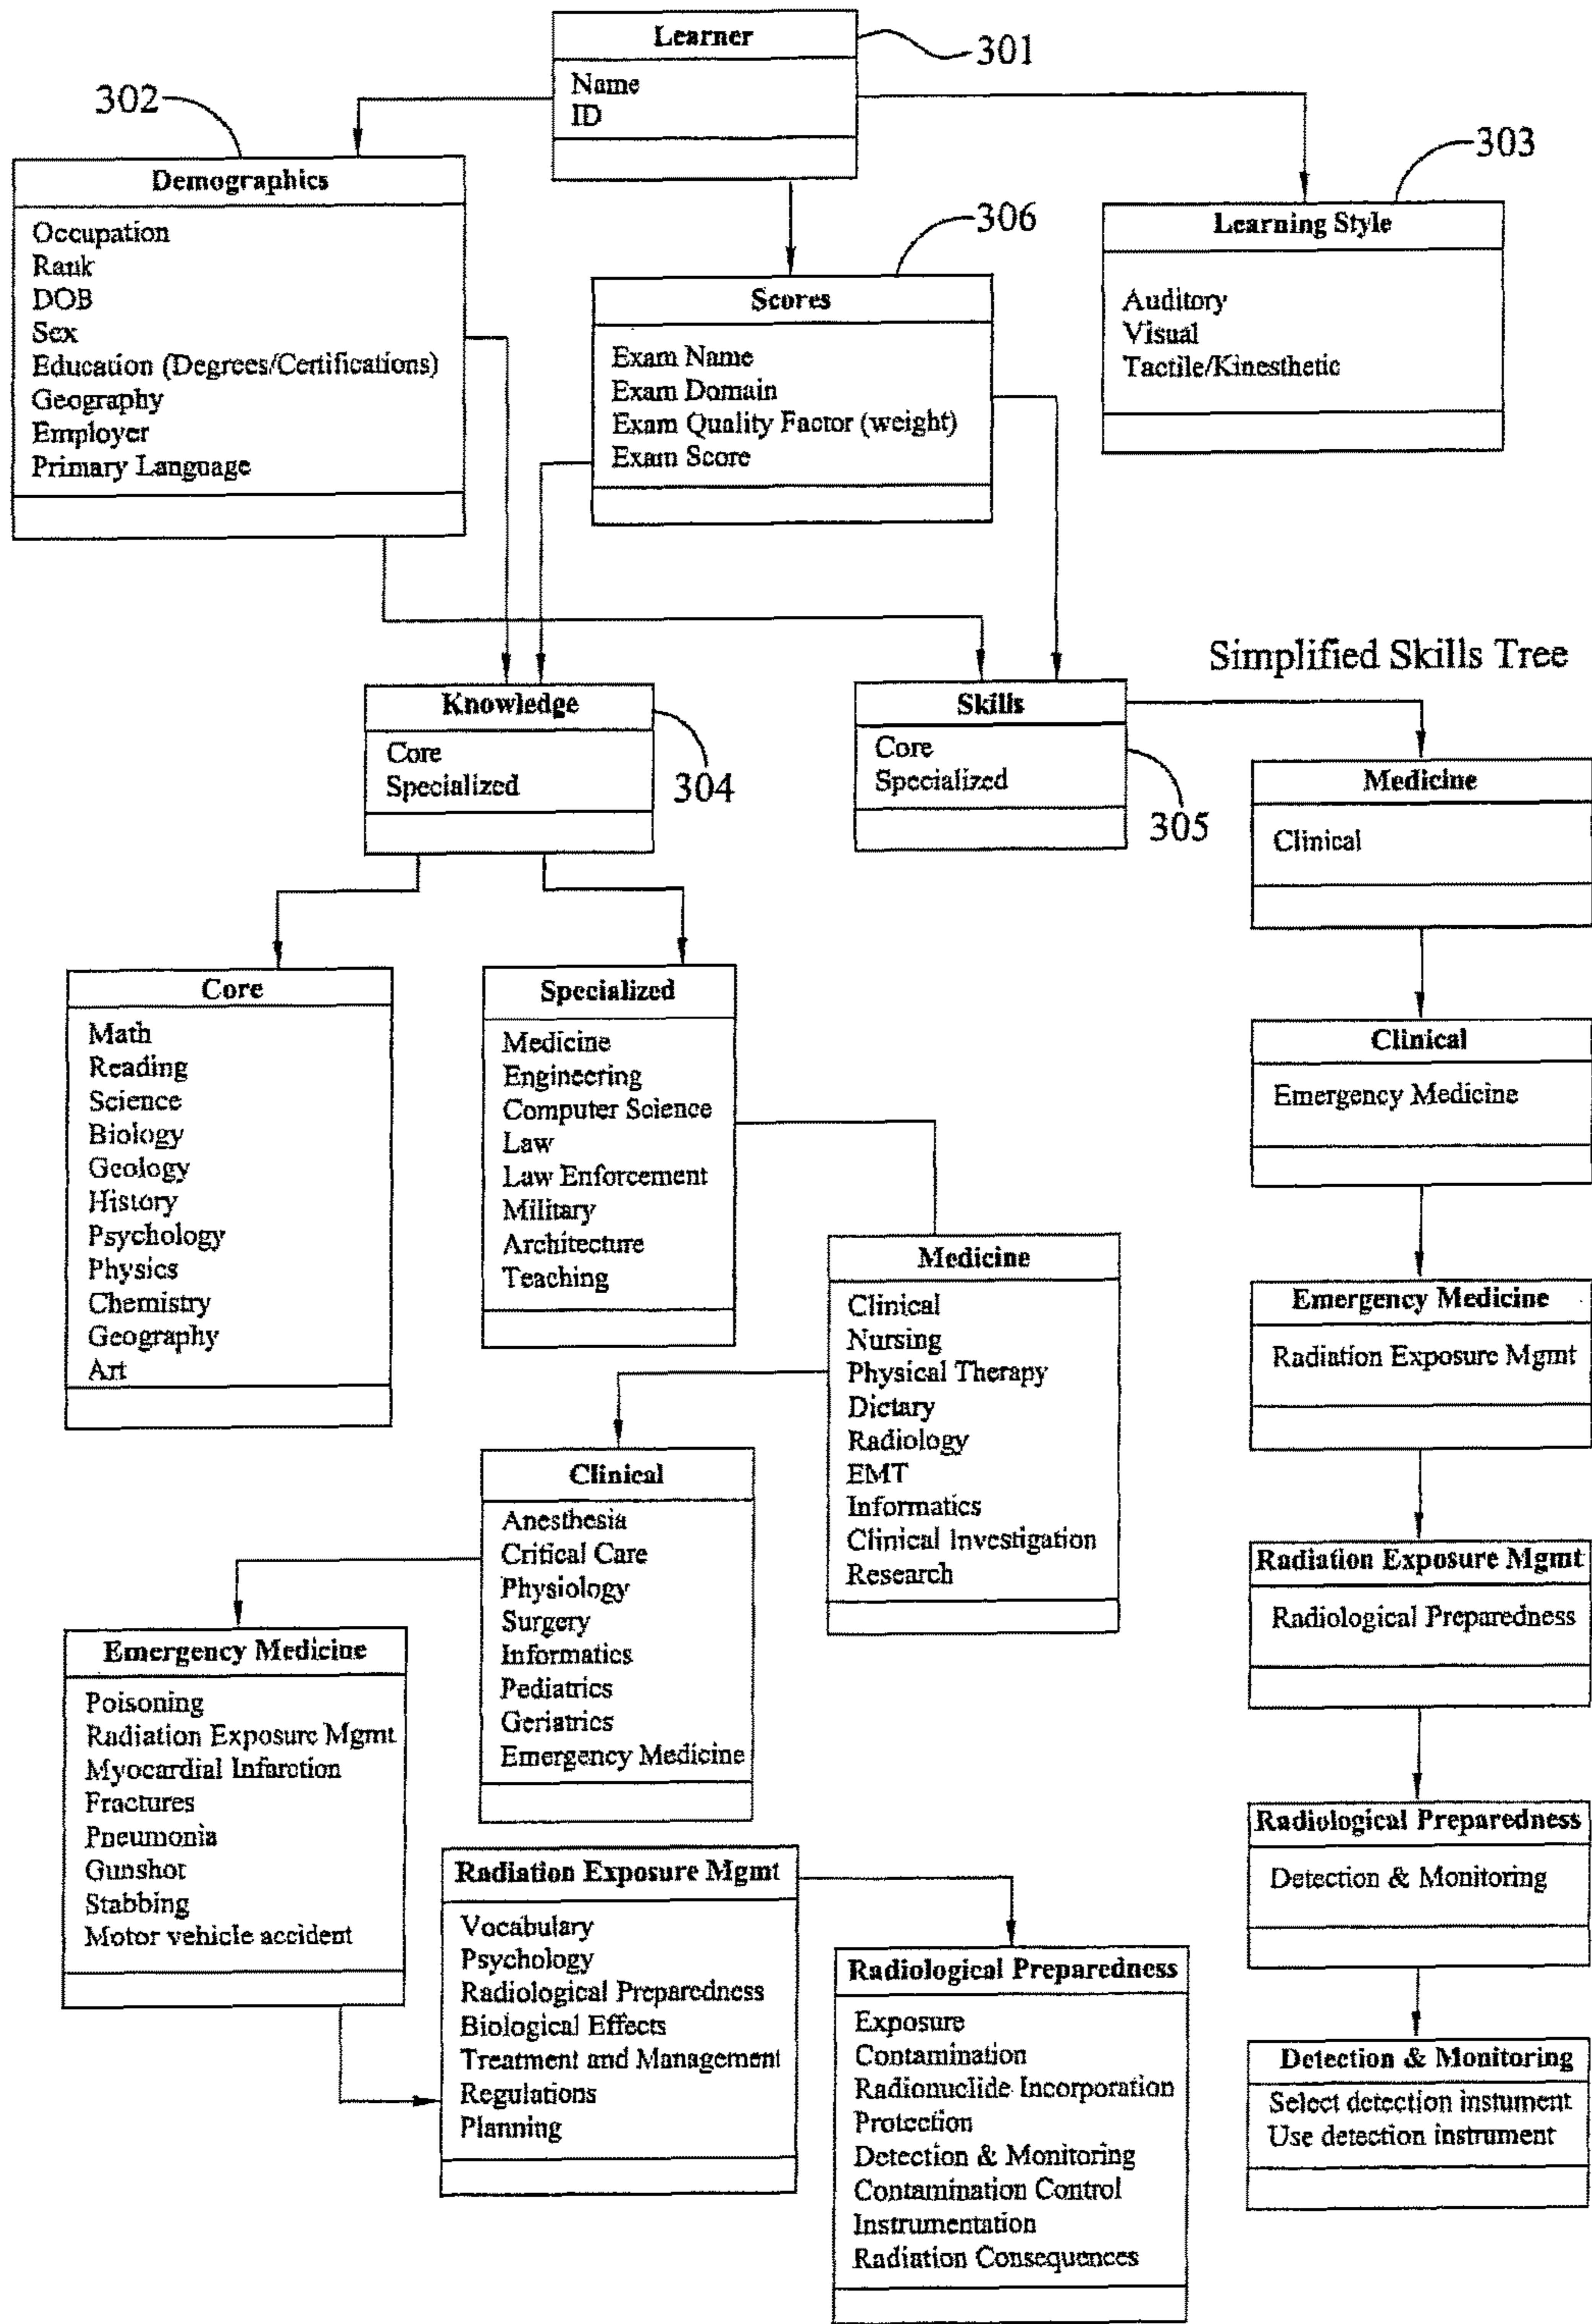 Learner
301
Name
ID
302
Demographics
Occupation
Rank
DOB
Sex
Education (Degrees/Certifications)
Geography
Employer
Primary Language
306
Scores
Exam Name
Exam Domain
Exam Quality Factor (weight)
Exam Score
303
Learning Style
Auditory
Visual
Tactile/Kinesthetic
Knowledge
Core
Specialized
304
Skills
Core
Specialized
305
Simplified Skills Tree
Medicine
Clinical
Clinical
Emergency Medicine
Emergency Medicine
Radiation Exposure Mgmt
Radiation Exposure Mgmt
Radiological Preparedness
Radiological Preparedness
Detection & Monitoring
Detection & Monitoring
Select detection instument
Use detection instrument
Core
Math
Reading
Science
Biology
Geology
History
Psychology
Physics
Chemistry
Geography
Art
Specialized
Medicine
Engineering
Computer Science
Law
Law Enforcement
Military
Architecture
Teaching
Medicine
Clinical
Nursing
Physical Therapy
Dietary
Radiology
EMT
Informatics
Clinical Investigation
Research
Clinical
Anesthesia
Critical Care
Physiology
Surgery
Informatics
Pediatrics
Geriatrics
Emergency Medicine
Emergency Medicine
Poisoning
Radiation Exposure Mgmt
Myocardial Infarction
Fractures
Pneumonia
Gunshot
Stabbing
Motor vehicle accident
Radiation Exposure Mgmt
Vocabulary
Psychology
Radiological Preparedness
Biological Effects
Treatment and Management
Regulations
Planning
Radiological Preparedness
Exposure
Contamination
Radionuclide Incorporation
Protection
Detection & Monitoring
Contamination Control
Instrumentation
Radiation Consequences